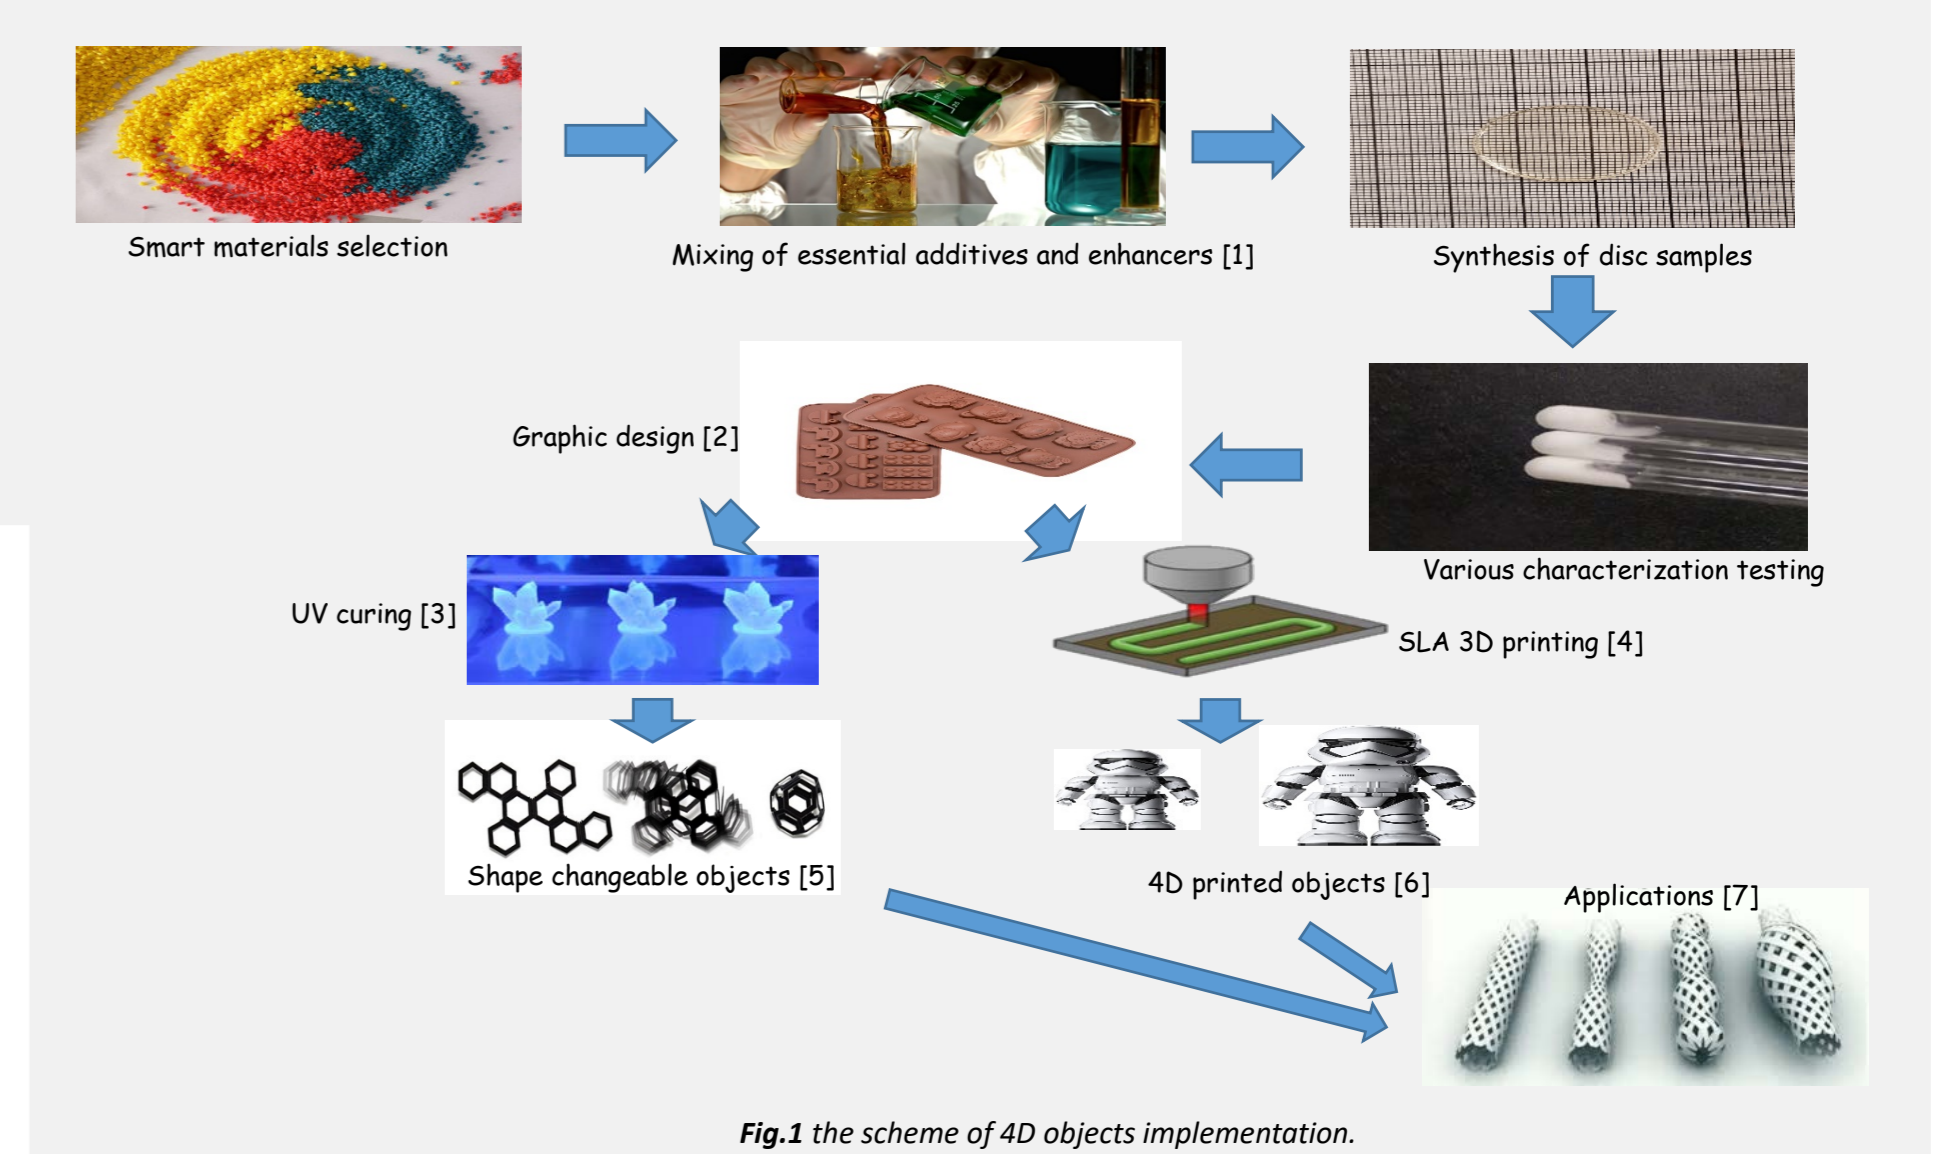 Smart materials selection
Mixing of essential additives and enhancers [1]
Synthesis of disc samples
Graphic design [2]
Various characterization testing
UV curing [3]
SLA 3D printing [4]
Shape changeable objects [5]
4D printed objects [6]
Applications [7]
Fig.1 the scheme of 4D objects implementation.